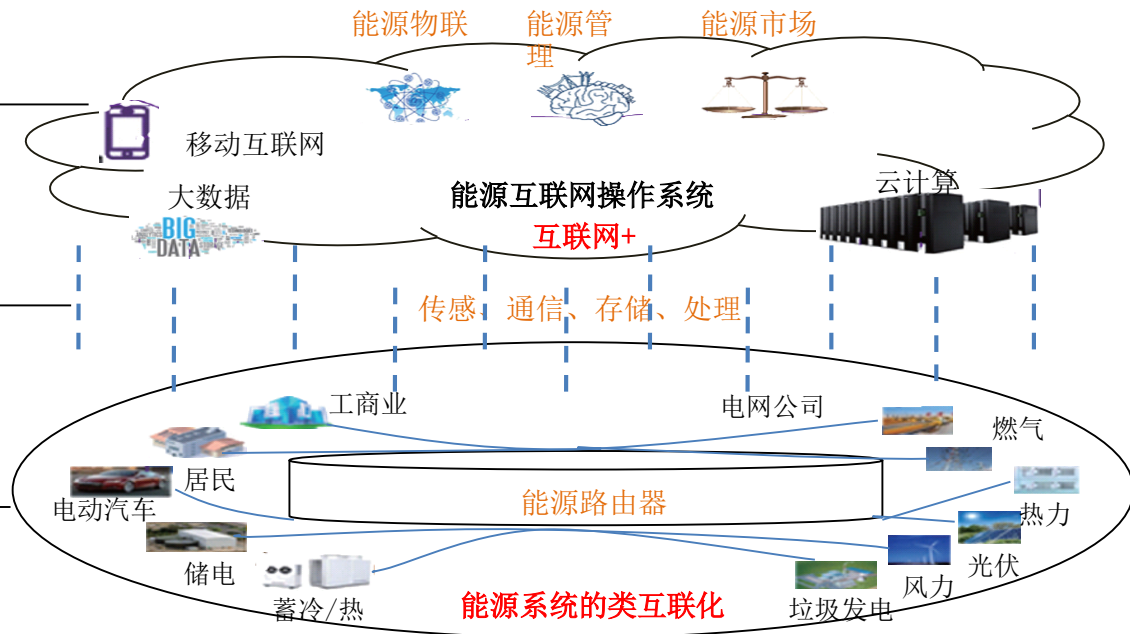 能源物联
能源管
理
能源市场
移动互联网
大数据
BIG
DATA
能源互联网操作系统
互联网+
云计算
传感、通信、存储、处理
工商业
电网公司
燃气
居民
电动汽车
能源路由器
热力
储电
光伏
风力
蓄冷/热
能源系统的类互联化
垃圾发电